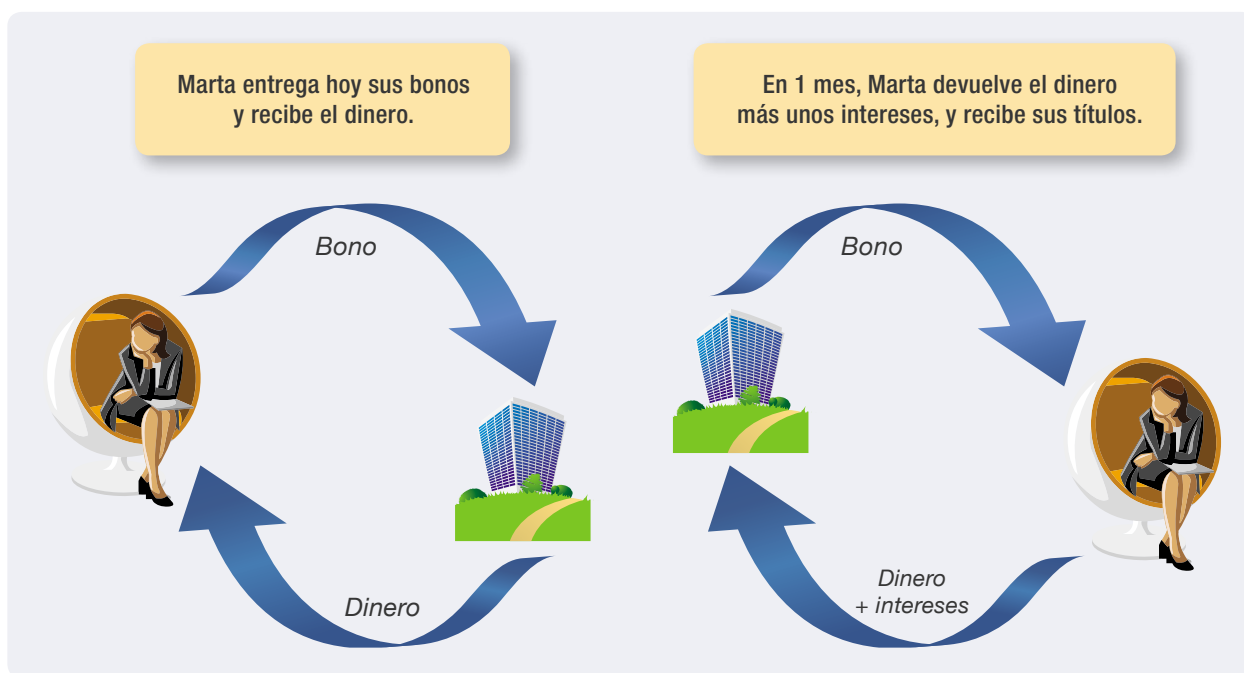 Marta entrega hoy sus bonos
y recibe el dinero.
En 1 mes, Marta devuelve el dinero
más unos intereses, y recibe sus títulos.
Bono
Bono
Dinero
Dinero
+ intereses